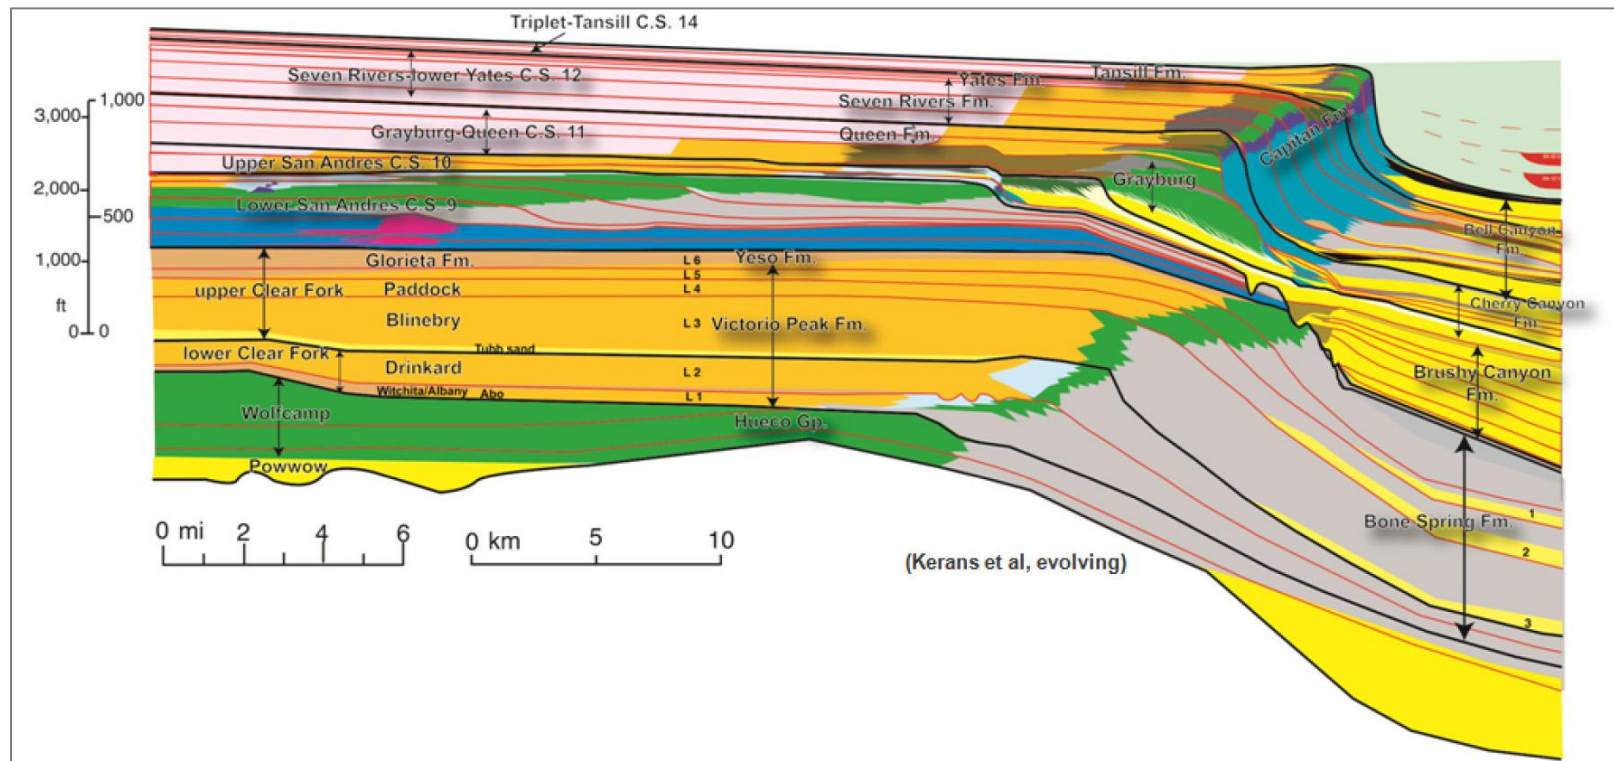 Triplet-Tansill C.S. 14
Seven Rivers-lower Yates C.S. 12
Yates Fm.
Tansill Fm.
Seven Rivers Fm.
Grayburg-Queen C.S. 11
Queen Fm.
Capitan Fm.
Upper San Andres C.S. 10
Grayburg
Lower San Andres C.S. 9
Bell Canyon
Fm.
3,000
1,000
2,000
500
1,000
ft
0
0
Glorieta Fm.
L 6
Yeso Fm.
L 5
upper Clear Fork
Paddock
L 4
Cherry Canyon
Fm.
Blinebry
L 3
Victorio Peak Fm.
lower Clear Fork
Tubb sand
Drinkard
L 2
Brushy Canyon
Fm.
Witchita/Albany
Abo
L 1
Wolfcamp
Hueco Gp.
Powwow
Bone Spring Fm.
1
2
3
0 mi
2
4
6
0 km
5
10
(Kerans et al, evolving)